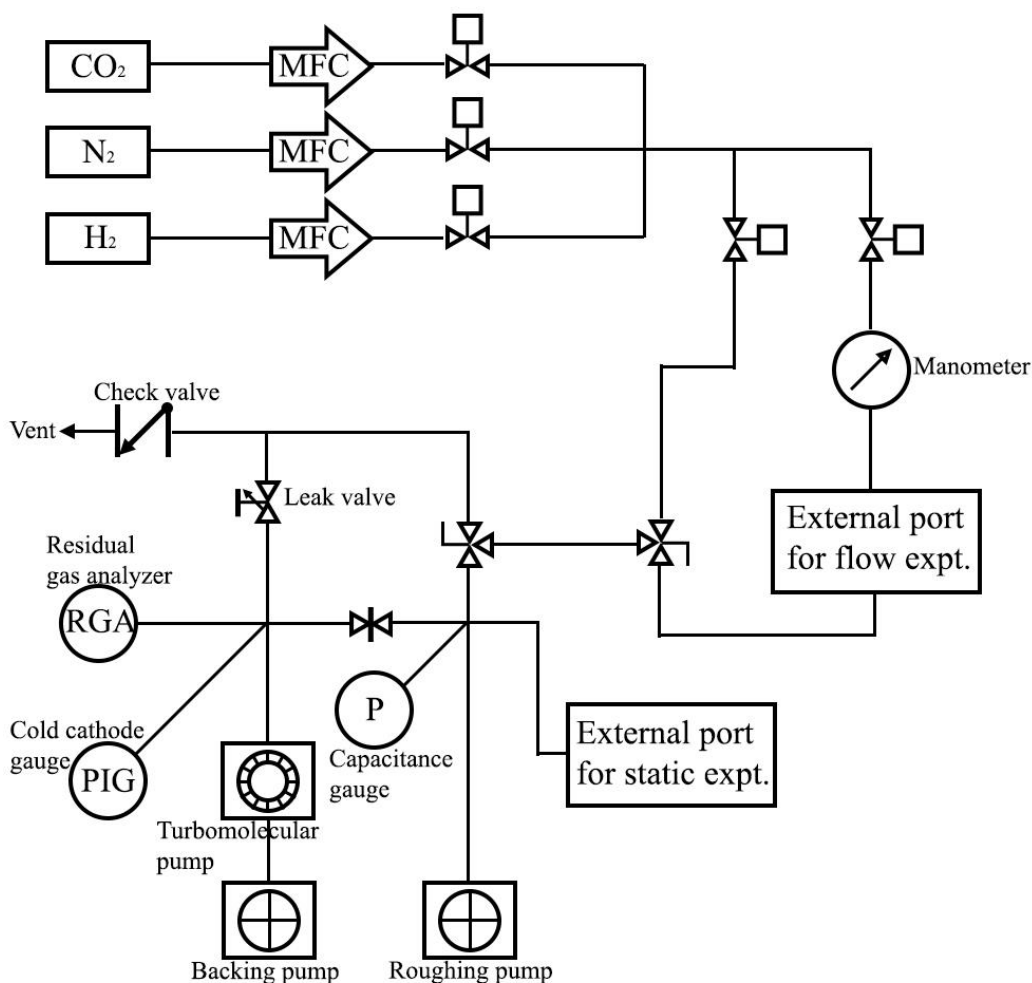 CO₂
MFC
N₂
MFC
H₂
MFC
Manometer
Check valve
Vent
Leak valve
External port
for flow expt.
Residual
gas analyzer
RGA
Cold cathode
gauge
PIG
P
Capacitance
gauge
External port
for static expt.
Turbomolecular
pump
Backing pump
Roughing pump